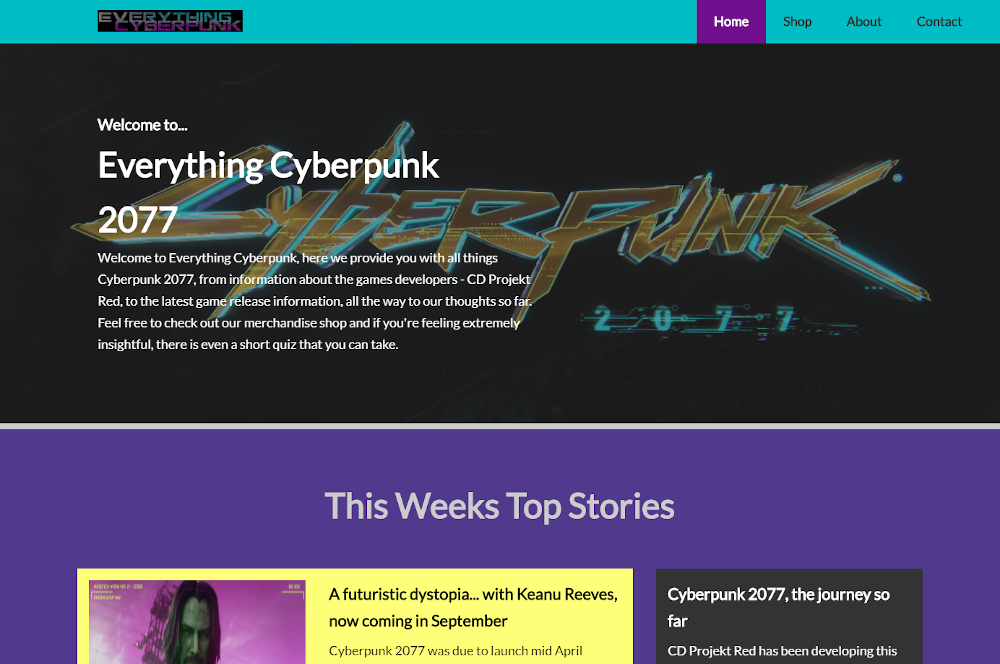 EVERYTHING
CYBERPUNK
Home
Shop
About
Contact
Welcome to...
Everything Cyberpunk
2077
Welcome to Everything Cyberpunk, here we provide you with all things
Cyberpunk 2077, from information about the games developers - CD Projekt
Red, to the latest game release information, all the way to our thoughts so far.
Feel free to check out our merchandise shop and if you're feeling extremely
insightful, there is even a short quiz that you can take.
CYBERPUNK
2077
This Weeks Top Stories
A futuristic dystopia... with Keanu Reeves,
now coming in September
Cyberpunk 2077 was due to launch mid April
Cyberpunk 2077, the journey so
far
CD Projekt Red has been developing this